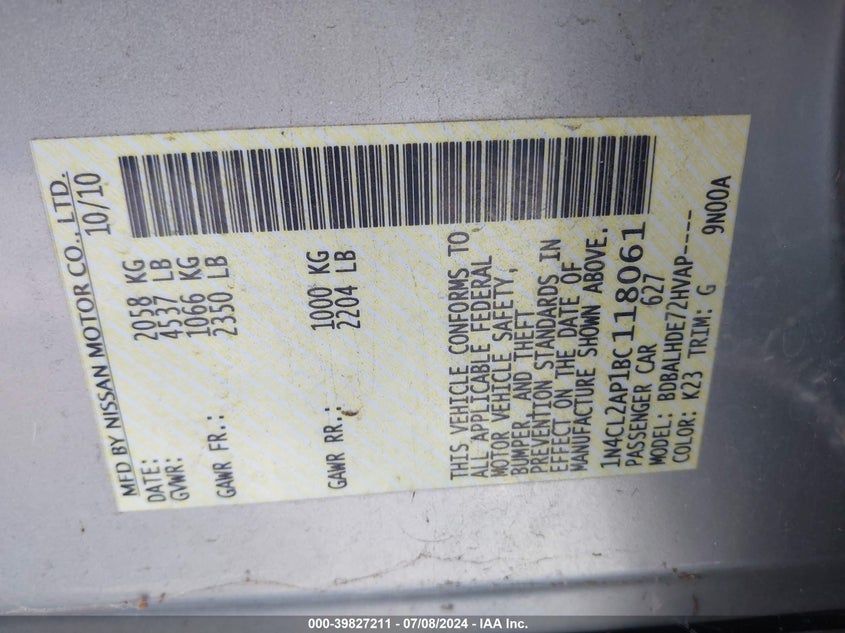 MFD BY NISSAN MOTOR CO., LTD.
DATE: 10/10
GVWR: 2058 KG
4537 LB
GAWR FR.: 1066 KG
2350 LB
GAWR RR.: 1000 KG
2204 LB
THIS VEHICLE CONFORMS TO
ALL APPLICABLE FEDERAL
MOTOR VEHICLE SAFETY,
BUMPER, AND THEFT
PREVENTION STANDARDS IN
EFFECT ON THE DATE OF
MANUFACTURE SHOWN ABOVE.
1N4CL2AP1BC118061
PASSENGER CAR 627
MODEL: BDBALHDE72HVAP----
COLOR: K23 TRIM: G 9N00A
000-39827211 - 07/08/2024 - IAA Inc.